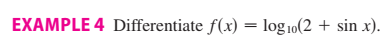 EXAMPLE 4 Differentiate f(x) = log₁₀(2 + sin x).